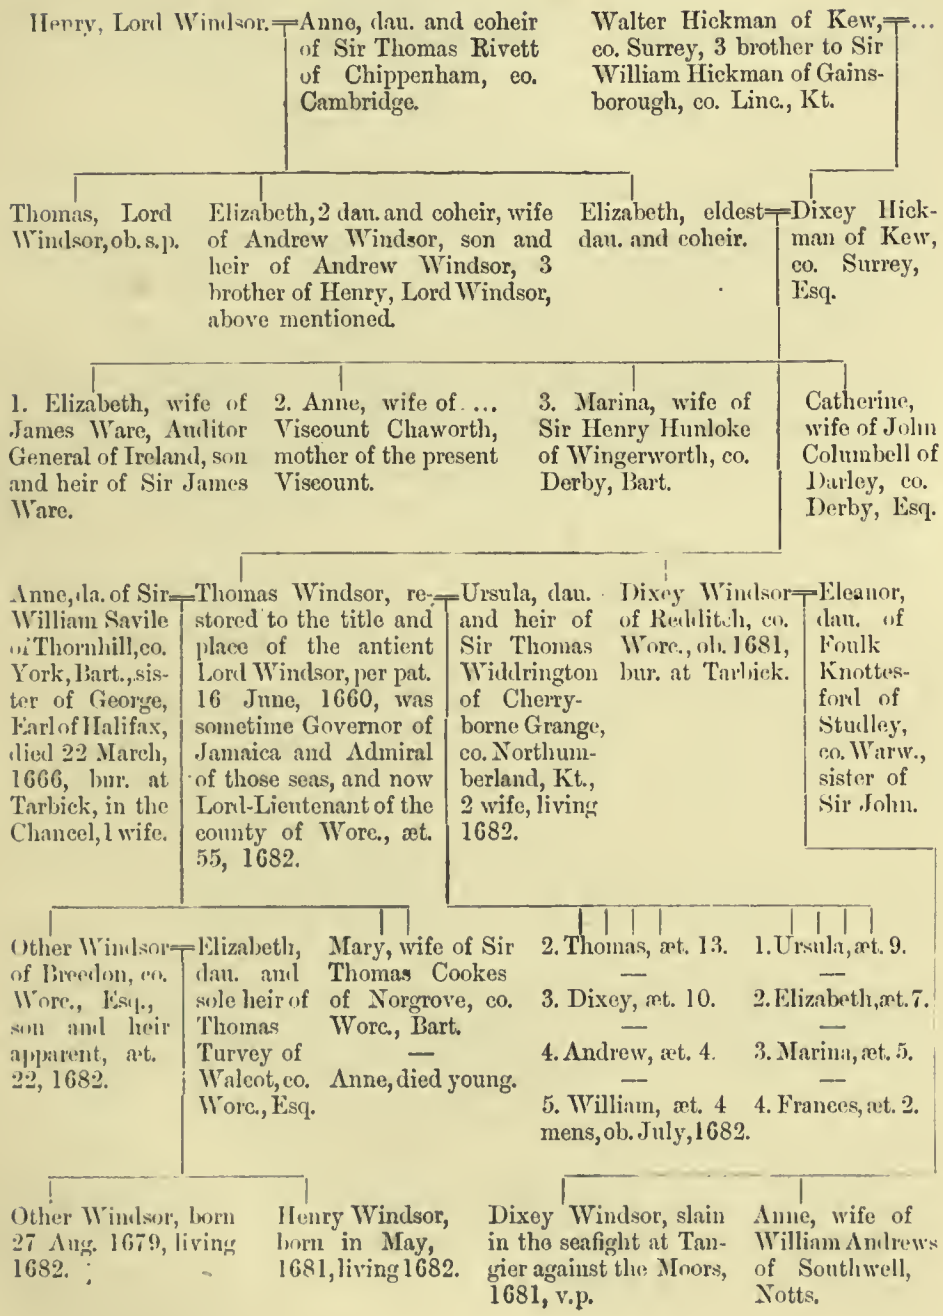 Henry, Lord Windsor.
Anne, dau. and coheir
of Sir Thomas Rivett
of Chippenham, co.
Cambridge.
Walter Hickman of Kew, ...
co. Surrey, 3 brother to Sir
William Hickman of Gains-
borough, co. Linc., Kt.
Thomas, Lord
Windsor, ob. s.p.
Elizabeth, 2 dau. and coheir, wife
of Andrew Windsor, son and
heir of Andrew Windsor, 3
brother of Henry, Lord Windsor,
above mentioned.
Elizabeth, eldest
dau. and coheir.
Dixey Hick-
man of Kew,
co. Surrey,
Esq.
1. Elizabeth, wife of
James Ware, Auditor
General of Ireland, son
and heir of Sir James
Ware.
2. Anne, wife of ...
Viscount Chaworth,
mother of the present
Viscount.
3. Marina, wife of
Sir Henry Hunloke
of Wingerworth, co.
Derby, Bart.
Catherine,
wife of John
Columbell of
Darley, co.
Derby, Esq.
Anne, da. of Sir
William Savile
of Thornhill, co.
York, Bart., sis-
ter of George,
Earl of Halifax,
died 22 March,
1666, bur. at
Tarbick, in the
Chancel, 1 wife.
Thomas Windsor, re-
stored to the title and
place of the antient
Lord Windsor, per pat.
16 June, 1660, was
sometime Governor of
Jamaica and Admiral
of those seas, and now
Lord-Lieutenant of the
county of Worc., æt.
55, 1682.
Ursula, dau.
and heir of
Sir Thomas
Widdrington
of Cherry-
borne Grange,
co. Northum-
berland, Kt.,
2 wife, living
1682.
Dixey Windsor
of Redditch, co.
Worc., ob. 1681,
bur. at Tarbick.
Eleanor,
dau. of
Foulk
Knottes-
ford of
Studley,
co. Warw.,
sister of
Sir John.
Other Windsor
of Breedon, co.
Worc., Esq.,
son and heir
apparent, æt.
22, 1682.
Elizabeth,
dau. and
sole heir of
Thomas
Turvey of
Walcot, co.
Worc., Esq.
Mary, wife of Sir
Thomas Cookes
of Norgrove, co.
Worc., Bart.
—
Anne, died young.
2. Thomas, æt. 13.
—
3. Dixey, æt. 10.
—
4. Andrew, æt. 4.
—
5. William, æt. 4
mens, ob. July, 1682.
1. Ursula, æt. 9.
—
2. Elizabeth, æt. 7.
—
3. Marina, æt. 5.
—
4. Frances, æt. 2.
Other Windsor, born
27 Aug. 1679, living
1682.
Henry Windsor,
born in May,
1681, living 1682.
Dixey Windsor, slain
in the seafight at Tan-
gier against the Moors,
1681, v.p.
Anne, wife of
William Andrews
of Southwell,
Notts.